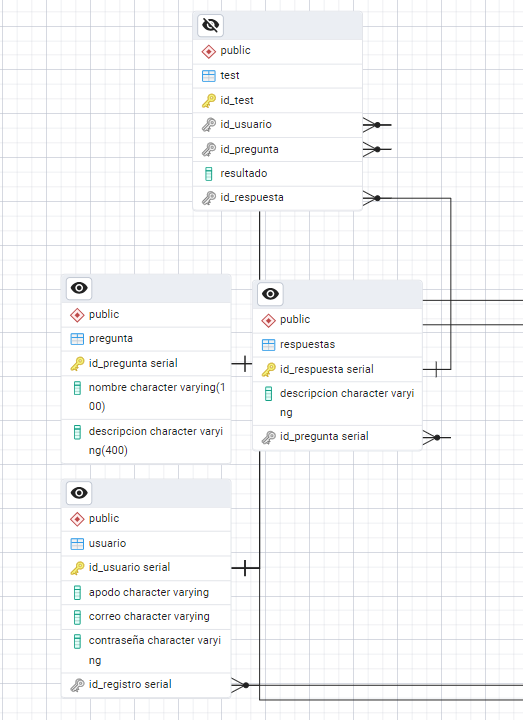 public
test
id_test
id_usuario
id_pregunta
resultado
id_respuesta
public
pregunta
id_pregunta serial
nombre character varying(1
00)
descripcion character varyi
ng(400)
public
respuestas
id_respuesta serial
descripcion character varyi
ng
id_pregunta serial
public
usuario
id_usuario serial
apodo character varying
correo character varying
contraseña character varyi
ng
id_registro serial